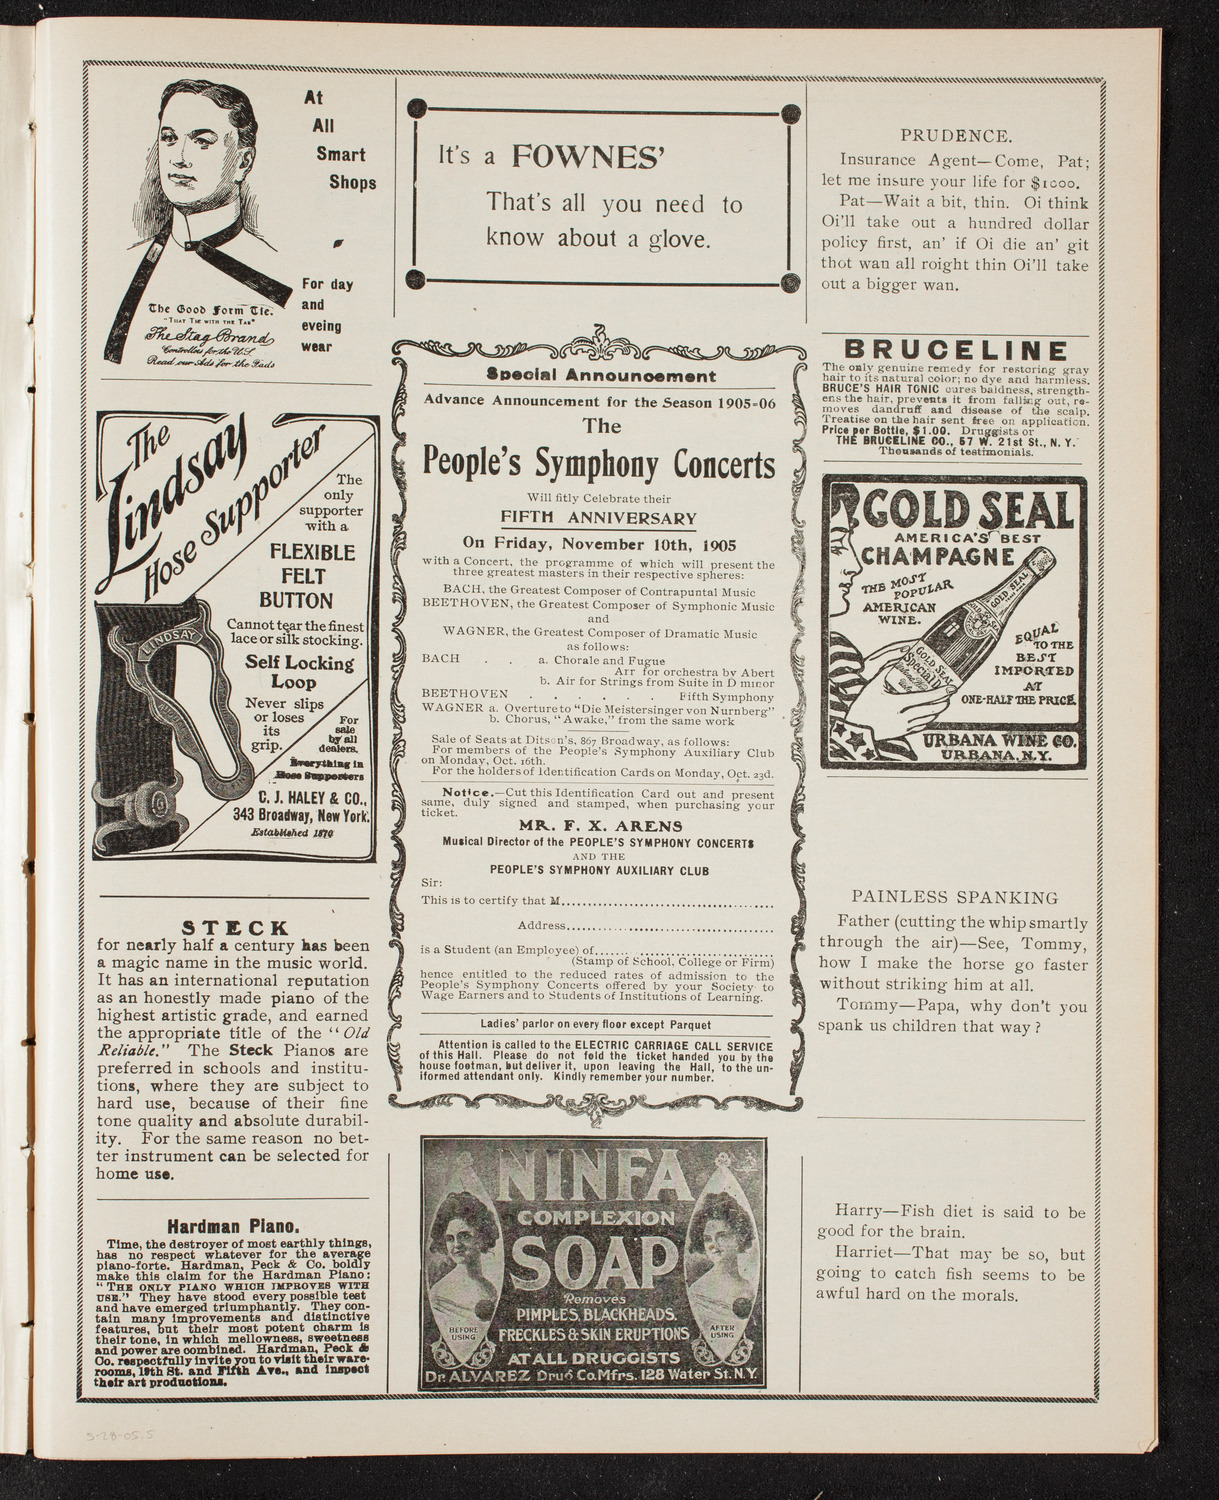 At
All
Smart
Shops
For day
and
eveing
wear
The Good Form Tie.
"That Tie with the Tab"
The Stag Brand
Controllers for the U.S.
Read our Ads for the Fads
The
Lindsay
Hose Supporter
The
only
supporter
with a
FLEXIBLE
FELT
BUTTON
Cannot tear the finest
lace or silk stocking.
Self Locking
Loop
Never slips
or loses
its
grip.
For
sale
by all
dealers.
Everything in
Hose Supporters
C. J. HALEY & CO.,
343 Broadway, New York.
Established 1870
LINDSAY
STECK
for nearly half a century has been
a magic name in the music world.
It has an international reputation
as an honestly made piano of the
highest artistic grade, and earned
the appropriate title of the "Old
Reliable." The Steck Pianos are
preferred in schools and institu-
tions, where they are subject to
hard use, because of their fine
tone quality and absolute durabil-
ity. For the same reason no bet-
ter instrument can be selected for
home use.
Hardman Piano.
Time, the destroyer of most earthly things,
has no respect whatever for the average
piano-forte. Hardman, Peck & Co. boldly
make this claim for the Hardman Piano:
"THE ONLY PIANO WHICH IMPROVES WITH
USE." They have stood every possible test
and have emerged triumphantly. They con-
tain many improvements and distinctive
features, but their most potent charm is
their tone, in which mellowness, sweetness
and power are combined. Hardman, Peck &
Co. respectfully invite you to visit their ware-
rooms, 19th St. and Fifth Ave., and inspect
their art productions.
It's a FOWNES'
That's all you need to
know about a glove.
Special Announcement
Advance Announcement for the Season 1905-06
The
People's Symphony Concerts
Will fitly Celebrate their
FIFTH ANNIVERSARY
On Friday, November 10th, 1905
with a Concert, the programme of which will present the
three greatest masters in their respective spheres:
BACH, the Greatest Composer of Contrapuntal Music
BEETHOVEN, the Greatest Composer of Symphonic Music
and
WAGNER, the Greatest Composer of Dramatic Music
as follows:
BACH . . a. Chorale and Fugue
Arr for orchestra by Abert
b. Air for Strings from Suite in D minor
BEETHOVEN . . . . . . Fifth Symphony
WAGNER a. Overture to "Die Meistersinger von Nurnberg"
b. Chorus, "Awake," from the same work
Sale of Seats at Ditson's, 867 Broadway, as follows:
For members of the People's Symphony Auxiliary Club
on Monday, Oct. 16th.
For the holders of Identification Cards on Monday, Oct. 23d.
Notice.—Cut this Identification Card out and present
same, duly signed and stamped, when purchasing your
ticket.
MR. F. X. ARENS
Musical Director of the PEOPLE'S SYMPHONY CONCERTS
AND THE
PEOPLE'S SYMPHONY AUXILIARY CLUB
Sir:
This is to certify that M........................................
Address........................................
is a Student (an Employee) of........................................
(Stamp of School, College or Firm)
hence entitled to the reduced rates of admission to the
People's Symphony Concerts offered by your Society to
Wage Earners and to Students of Institutions of Learning.
Ladies' parlor on every floor except Parquet
Attention is called to the ELECTRIC CARRIAGE CALL SERVICE
of this Hall. Please do not fold the ticket handed you by the
house footman, but deliver it, upon leaving the Hall, to the un-
iformed attendant only. Kindly remember your number.
NINFA
COMPLEXION
SOAP
Removes
PIMPLES, BLACKHEADS,
FRECKLES & SKIN ERUPTIONS
BEFORE
USING
AFTER
USING
AT ALL DRUGGISTS
Dr. ALVAREZ Drug Co. Mfrs. 128 Water St. N.Y.
PRUDENCE.
Insurance Agent—Come, Pat;
let me insure your life for $1000.
Pat—Wait a bit, thin. Oi think
Oi'll take out a hundred dollar
policy first, an' if Oi die an' git
thot wan all roight thin Oi'll take
out a bigger wan.
BRUCELINE
The only genuine remedy for restoring gray
hair to its natural color; no dye and harmless.
BRUCE'S HAIR TONIC cures baldness, strength-
ens the hair, prevents it from falling out, re-
moves dandruff and disease of the scalp.
Treatise on the hair sent free on application.
Price per Bottle, $1.00. Druggists or
THE BRUCELINE CO., 57 W. 21st St., N. Y.
Thousands of testimonials.
GOLD SEAL
AMERICA'S BEST
CHAMPAGNE
THE MOST
POPULAR
AMERICAN
WINE.
GOLD SEAL
GOLD SEAL
Special
EQUAL
TO THE
BEST
IMPORTED
AT
ONE-HALF THE PRICE.
URBANA WINE CO.
URBANA, N.Y.
PAINLESS SPANKING
Father (cutting the whip smartly
through the air)—See, Tommy,
how I make the horse go faster
without striking him at all.
Tommy—Papa, why don't you
spank us children that way?
Harry—Fish diet is said to be
good for the brain.
Harriet—That may be so, but
going to catch fish seems to be
awful hard on the morals.
3-28-05.5